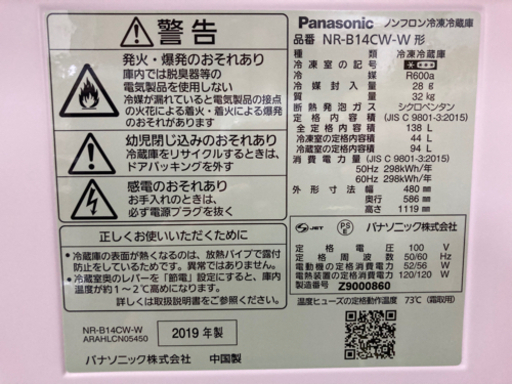 警告
発火・爆発のおそれあり
庫内では脱臭器等の
電気製品を使用しない
冷媒が漏れていると電気製品の接点
の火花による着火・着火による爆発
のおそれがあります
幼児閉じ込めのおそれあり
冷蔵庫をリサイクルするときは、
ドアパッキングを外す
感電のおそれあり
お手入れのときは、
必ず電源プラグを抜く
正しくお使いいただくために
•冷蔵庫の表面が熱くなるのは、放熱パイプで露付
防止をしているためです。異常ではありません。
•冷蔵室奥のレバーを「節電」設定にすると、庫内
温度が約1~2℃高めになります。
詳しくは取扱説明書をご覧ください。
NR-B14CW-W
ARAHLCN05450
2019年製
パナソニック株式会社 中国製
Panasonic ノンフロン冷凍冷蔵庫
品番 NR-B14CW-W 形
種類 冷凍冷蔵庫
冷凍室の記号
冷媒 R600a
冷媒封入量 28 g
質量 32 kg
断熱発泡ガス シクロペンタン
定格内容積 (JIS C 9801-3:2015)
全定格内容積 138 L
冷凍室の定格内容積 44 L
冷蔵室の定格内容積 94 L
消費電力量 (JIS C 9801-3:2015)
50Hz 298kWh/年
60Hz 298kWh/年
外形寸法 幅 480 mm
奥行 586 mm
高さ 1119 mm
JET PS E パナソニック株式会社
定格電圧 100 V
定格周波数 50/60 Hz
電動機の定格消費電力 52/56 W
電熱装置の定格消費電力 120/120 W
製造番号 Z9000860
温度ヒューズの定格動作温度 73℃ (霜取用)